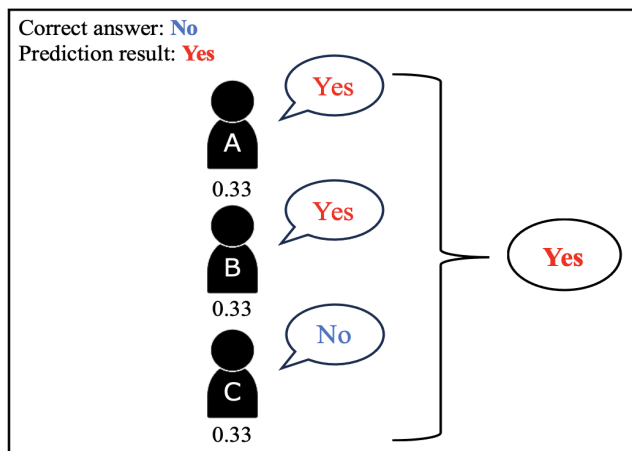 Correct answer: No
Prediction result: Yes
Yes
A
0.33
Yes
B
0.33
Yes
No
C
0.33